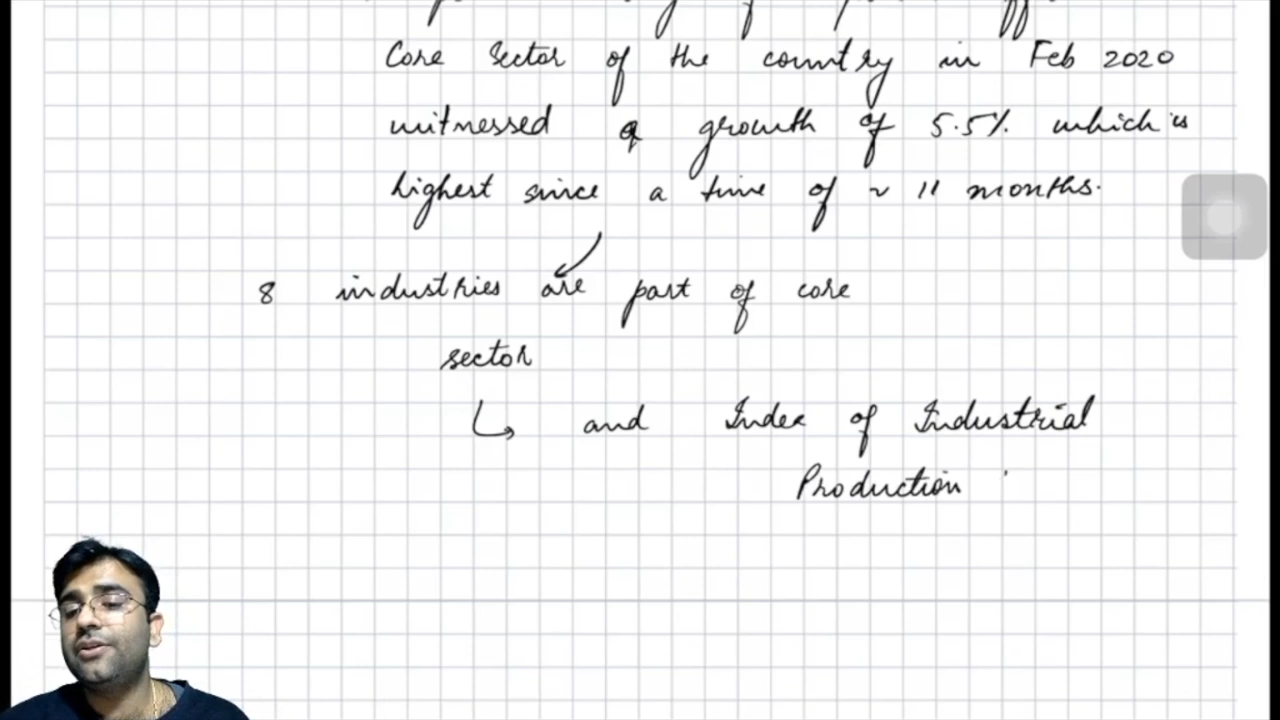 Core Sector of the country in Feb 2020
witnessed a growth of 5.5% which is
highest since a time of ~ 11 months.
8 industries are part of core
sector
and Index of Industrial
Production